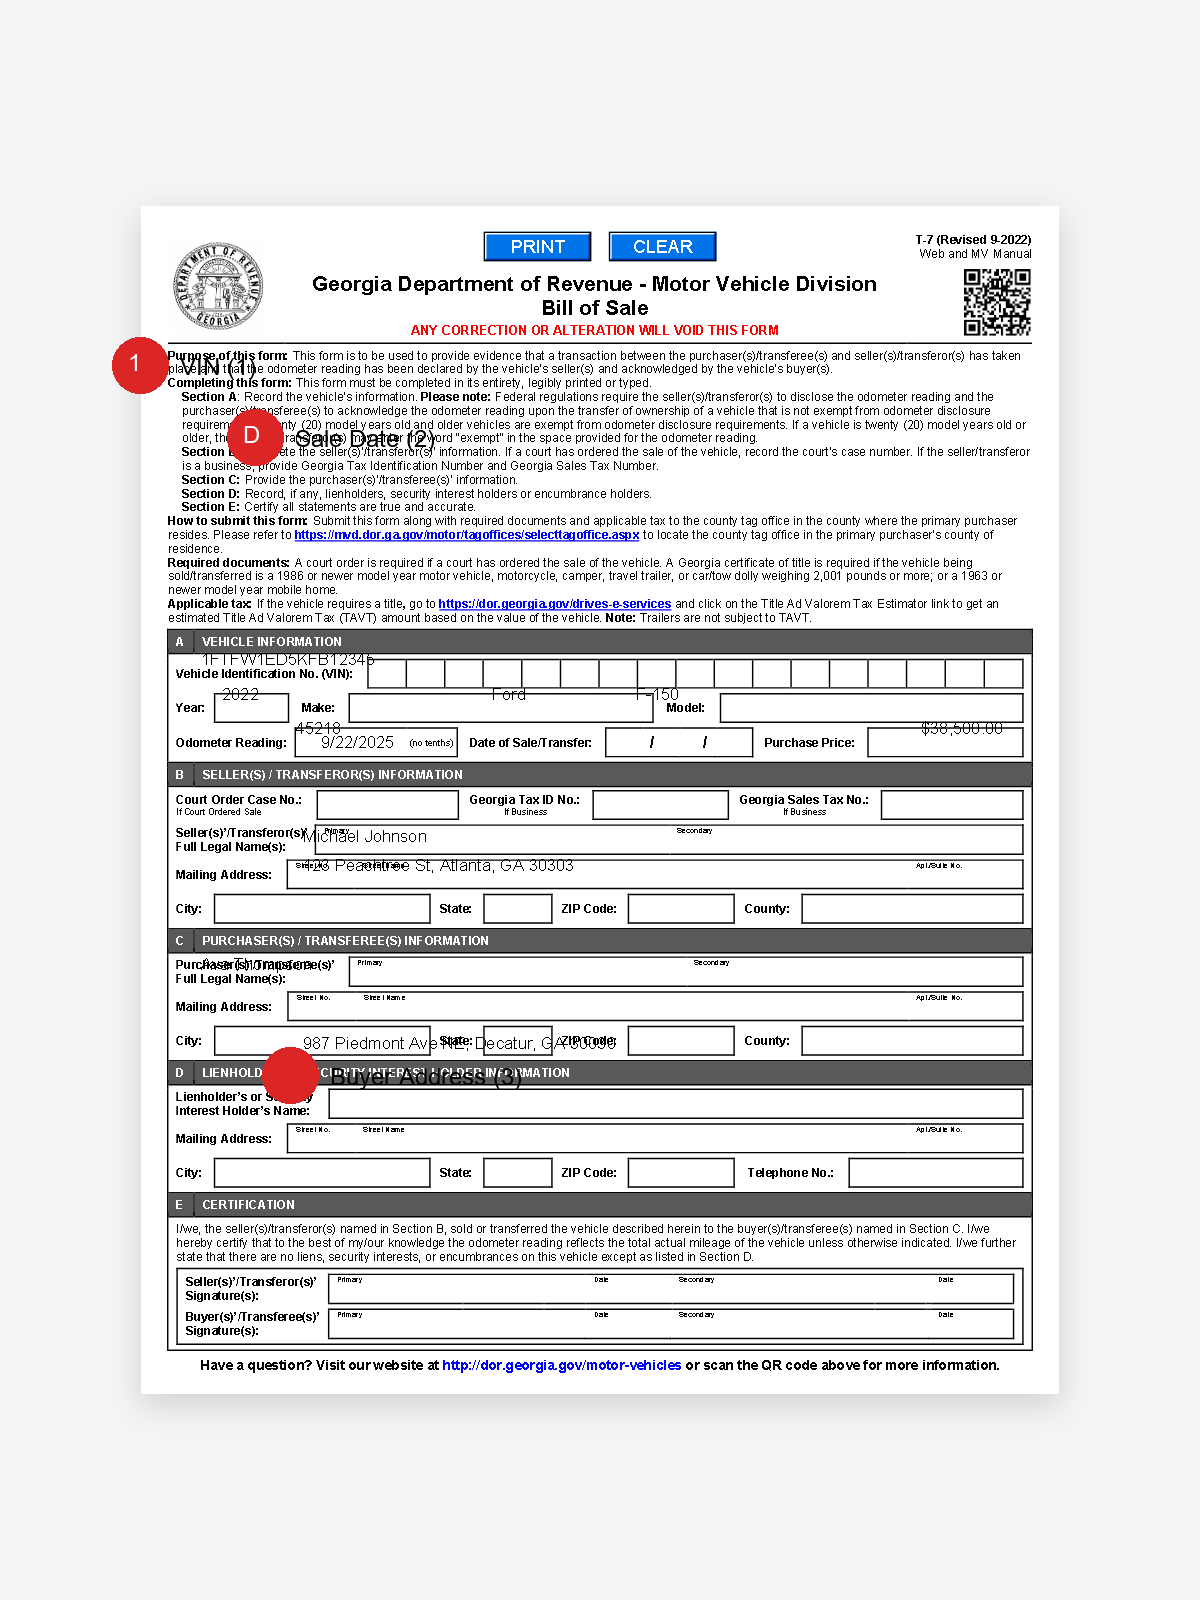 PRINT CLEAR
T-7 (Revised 9-2022)
Web and MV Manual
DEPARTMENT OF REVENUE
GEORGIA
Georgia Department of Revenue - Motor Vehicle Division
Bill of Sale
ANY CORRECTION OR ALTERATION WILL VOID THIS FORM
1 VIN (1)
Purpose of this form: This form is to be used to provide evidence that a transaction between the purchaser(s)/transferee(s) and seller(s)/transferor(s) has taken
place and that the odometer reading has been declared by the vehicle's seller(s) and acknowledged by the vehicle's buyer(s).
Completing this form: This form must be completed in its entirety, legibly printed or typed.
Section A: Record the vehicle's information. Please note: Federal regulations require the seller(s)/transferor(s) to disclose the odometer reading and the
purchaser(s)/transferee(s) to acknowledge the odometer reading upon the transfer of ownership of a vehicle that is not exempt from odometer disclosure
(20) model years old and older vehicles are exempt from odometer disclosure requirements. If a vehicle is twenty (20) model years old or
older, may enter the word "exempt" in the space provided for the odometer reading.
D Sale Date (2)
Section the seller(s)'/transferor(s)' information. If a court has ordered the sale of the vehicle, record the court's case number. If the seller/transferor
is a business, provide Georgia Tax Identification Number and Georgia Sales Tax Number.
Section C: Provide the purchaser(s)'/transferee(s)' information.
Section D: Record, if any, lienholders, security interest holders or encumbrance holders.
Section E: Certify all statements are true and accurate.
How to submit this form: Submit this form along with required documents and applicable tax to the county tag office in the county where the primary purchaser
resides. Please refer to https://mvd.dor.ga.gov/motor/tagoffices/selecttagoffice.aspx to locate the county tag office in the primary purchaser's county of
residence.
Required documents: A court order is required if a court has ordered the sale of the vehicle. A Georgia certificate of title is required if the vehicle being
sold/transferred is a 1986 or newer model year motor vehicle, motorcycle, camper, travel trailer, or car/tow dolly weighing 2,001 pounds or more; or a 1963 or
newer model year mobile home.
Applicable tax: If the vehicle requires a title, go to https://dor.georgia.gov/drives-e-services and click on the Title Ad Valorem Tax Estimator link to get an
estimated Title Ad Valorem Tax (TAVT) amount based on the value of the vehicle. Note: Trailers are not subject to TAVT.
A VEHICLE INFORMATION
1FTFW1ED5KFB12345
Vehicle Identification No. (VIN):
2022 Ford F-150
Year: Make: Model:
45218 $38,500.00
Odometer Reading: 9/22/2025 (no tenths) Date of Sale/Transfer: / / Purchase Price:
B SELLER(S) / TRANSFEROR(S) INFORMATION
Court Order Case No.: Georgia Tax ID No.: Georgia Sales Tax No.:
If Court Ordered Sale If Business If Business
Seller(s)'/Transferor(s)' Primary Secondary
Michael Johnson
Full Legal Name(s):
Street No. Street Name Apt./Suite No.
423 Peachtree St, Atlanta, GA 30303
Mailing Address:
City: State: ZIP Code: County:
C PURCHASER(S) / TRANSFEREE(S) INFORMATION
Purchaser(s)'/Transferee(s)' Primary Secondary
Ava Thompson
Full Legal Name(s):
Street No. Street Name Apt./Suite No.
Mailing Address:
City: State: ZIP Code: County:
987 Piedmont Ave NE, Decatur, GA 30030
D LIENHOLDER INTEREST HOLDER INFORMATION
Buyer Address (3)
Lienholder's or
Interest Holder's Name:
Street No. Street Name Apt./Suite No.
Mailing Address:
City: State: ZIP Code: Telephone No.:
E CERTIFICATION
I/we, the seller(s)/transferor(s) named in Section B, sold or transferred the vehicle described herein to the buyer(s)/transferee(s) named in Section C. I/we
hereby certify that to the best of my/our knowledge the odometer reading reflects the total actual mileage of the vehicle unless otherwise indicated. I/we further
state that there are no liens, security interests, or encumbrances on this vehicle except as listed in Section D.
Seller(s)'/Transferor(s)' Primary Date Secondary Date
Signature(s):
Buyer(s)'/Transferee(s)' Primary Date Secondary Date
Signature(s):
Have a question? Visit our website at http://dor.georgia.gov/motor-vehicles or scan the QR code above for more information.